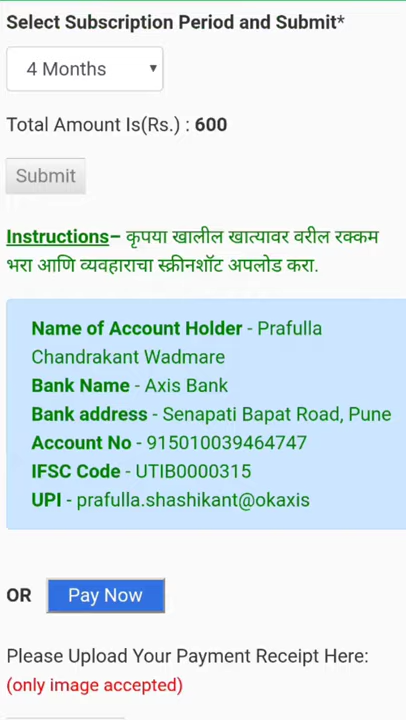 Select Subscription Period and Submit*
4 Months
Total Amount Is(Rs.) : 600
Submit
Instructions– कृपया खालील खात्यावर वरील रक्कम
भरा आणि व्यवहाराचा स्क्रीनशॉट अपलोड करा.
Name of Account Holder - Prafulla
Chandrakant Wadmare
Bank Name - Axis Bank
Bank address - Senapati Bapat Road, Pune
Account No - 915010039464747
IFSC Code - UTIB0000315
UPI - prafulla.shashikant@okaxis
OR Pay Now
Please Upload Your Payment Receipt Here:
(only image accepted)